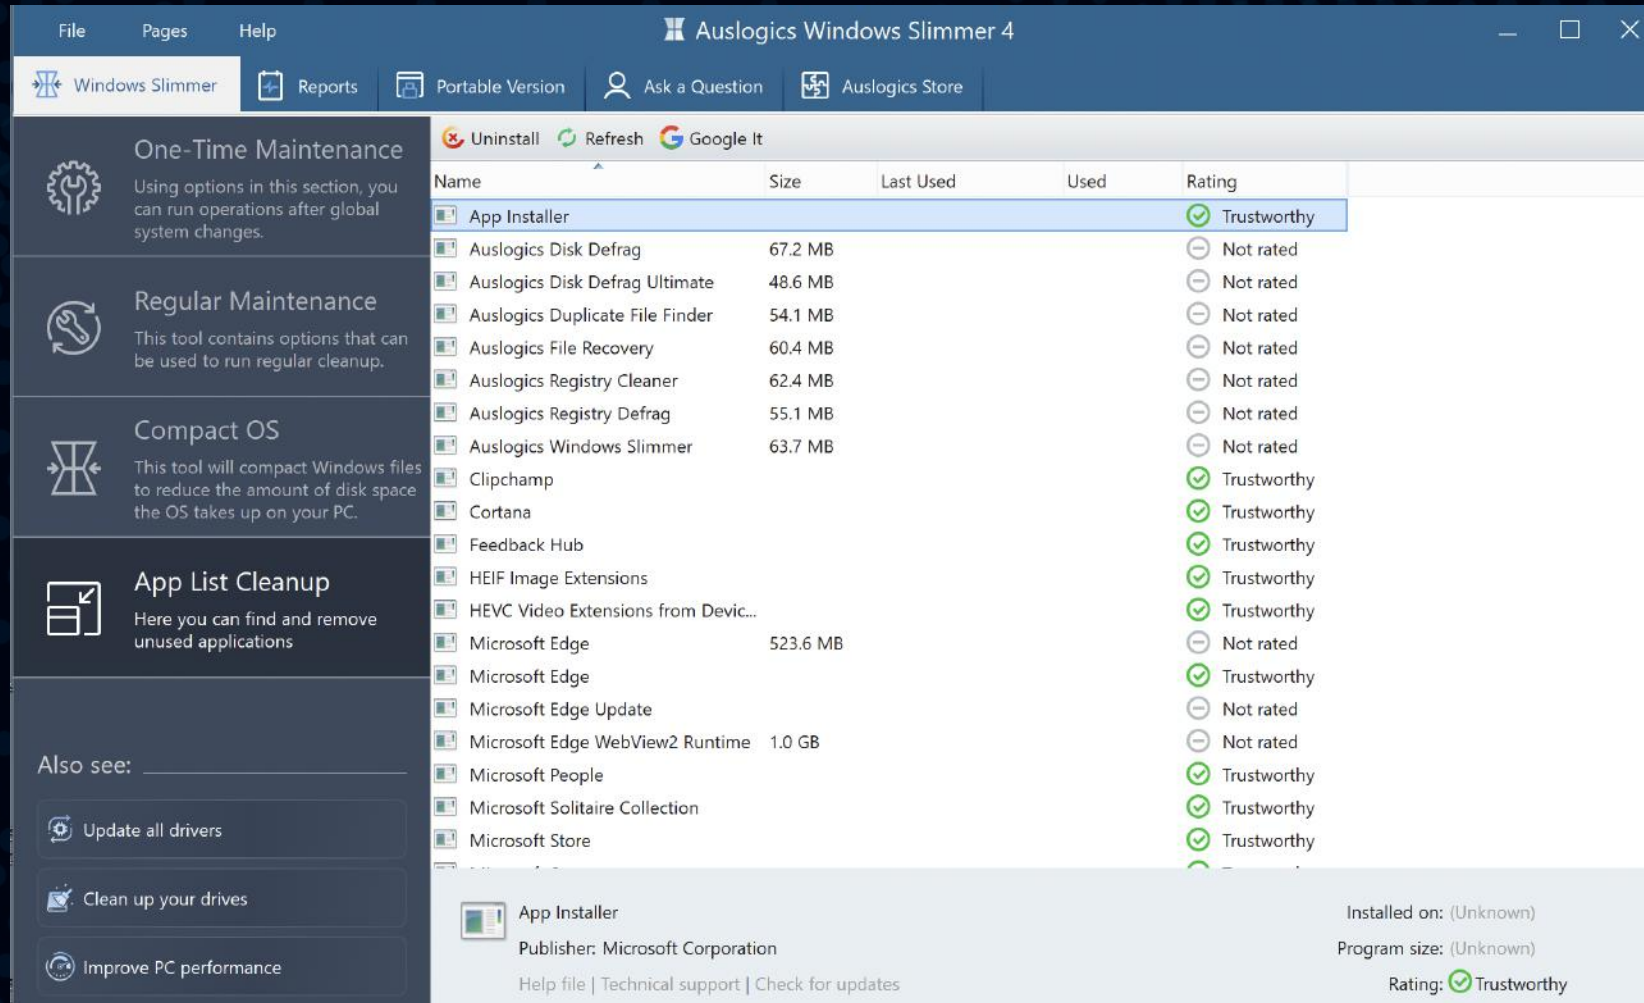 File Pages Help
Auslogics Windows Slimmer 4
Windows Slimmer Reports Portable Version Ask a Question Auslogics Store
One-Time Maintenance
Using options in this section, you
can run operations after global
system changes.
Regular Maintenance
This tool contains options that can
be used to run regular cleanup.
Compact OS
This tool will compact Windows files
to reduce the amount of disk space
the OS takes up on your PC.
App List Cleanup
Here you can find and remove
unused applications
Also see:
Update all drivers
Clean up your drives
Improve PC performance
Uninstall Refresh Google It
Name Size Last Used Used Rating
App Installer Trustworthy
Auslogics Disk Defrag 67.2 MB Not rated
Auslogics Disk Defrag Ultimate 48.6 MB Not rated
Auslogics Duplicate File Finder 54.1 MB Not rated
Auslogics File Recovery 60.4 MB Not rated
Auslogics Registry Cleaner 62.4 MB Not rated
Auslogics Registry Defrag 55.1 MB Not rated
Auslogics Windows Slimmer 63.7 MB Not rated
Clipchamp Trustworthy
Cortana Trustworthy
Feedback Hub Trustworthy
HEIF Image Extensions Trustworthy
HEVC Video Extensions from Devic... Trustworthy
Microsoft Edge 523.6 MB Not rated
Microsoft Edge Trustworthy
Microsoft Edge Update Not rated
Microsoft Edge WebView2 Runtime 1.0 GB Not rated
Microsoft People Trustworthy
Microsoft Solitaire Collection Trustworthy
Microsoft Store Trustworthy
App Installer
Publisher: Microsoft Corporation
Help file | Technical support | Check for updates
Installed on: (Unknown)
Program size: (Unknown)
Rating: Trustworthy